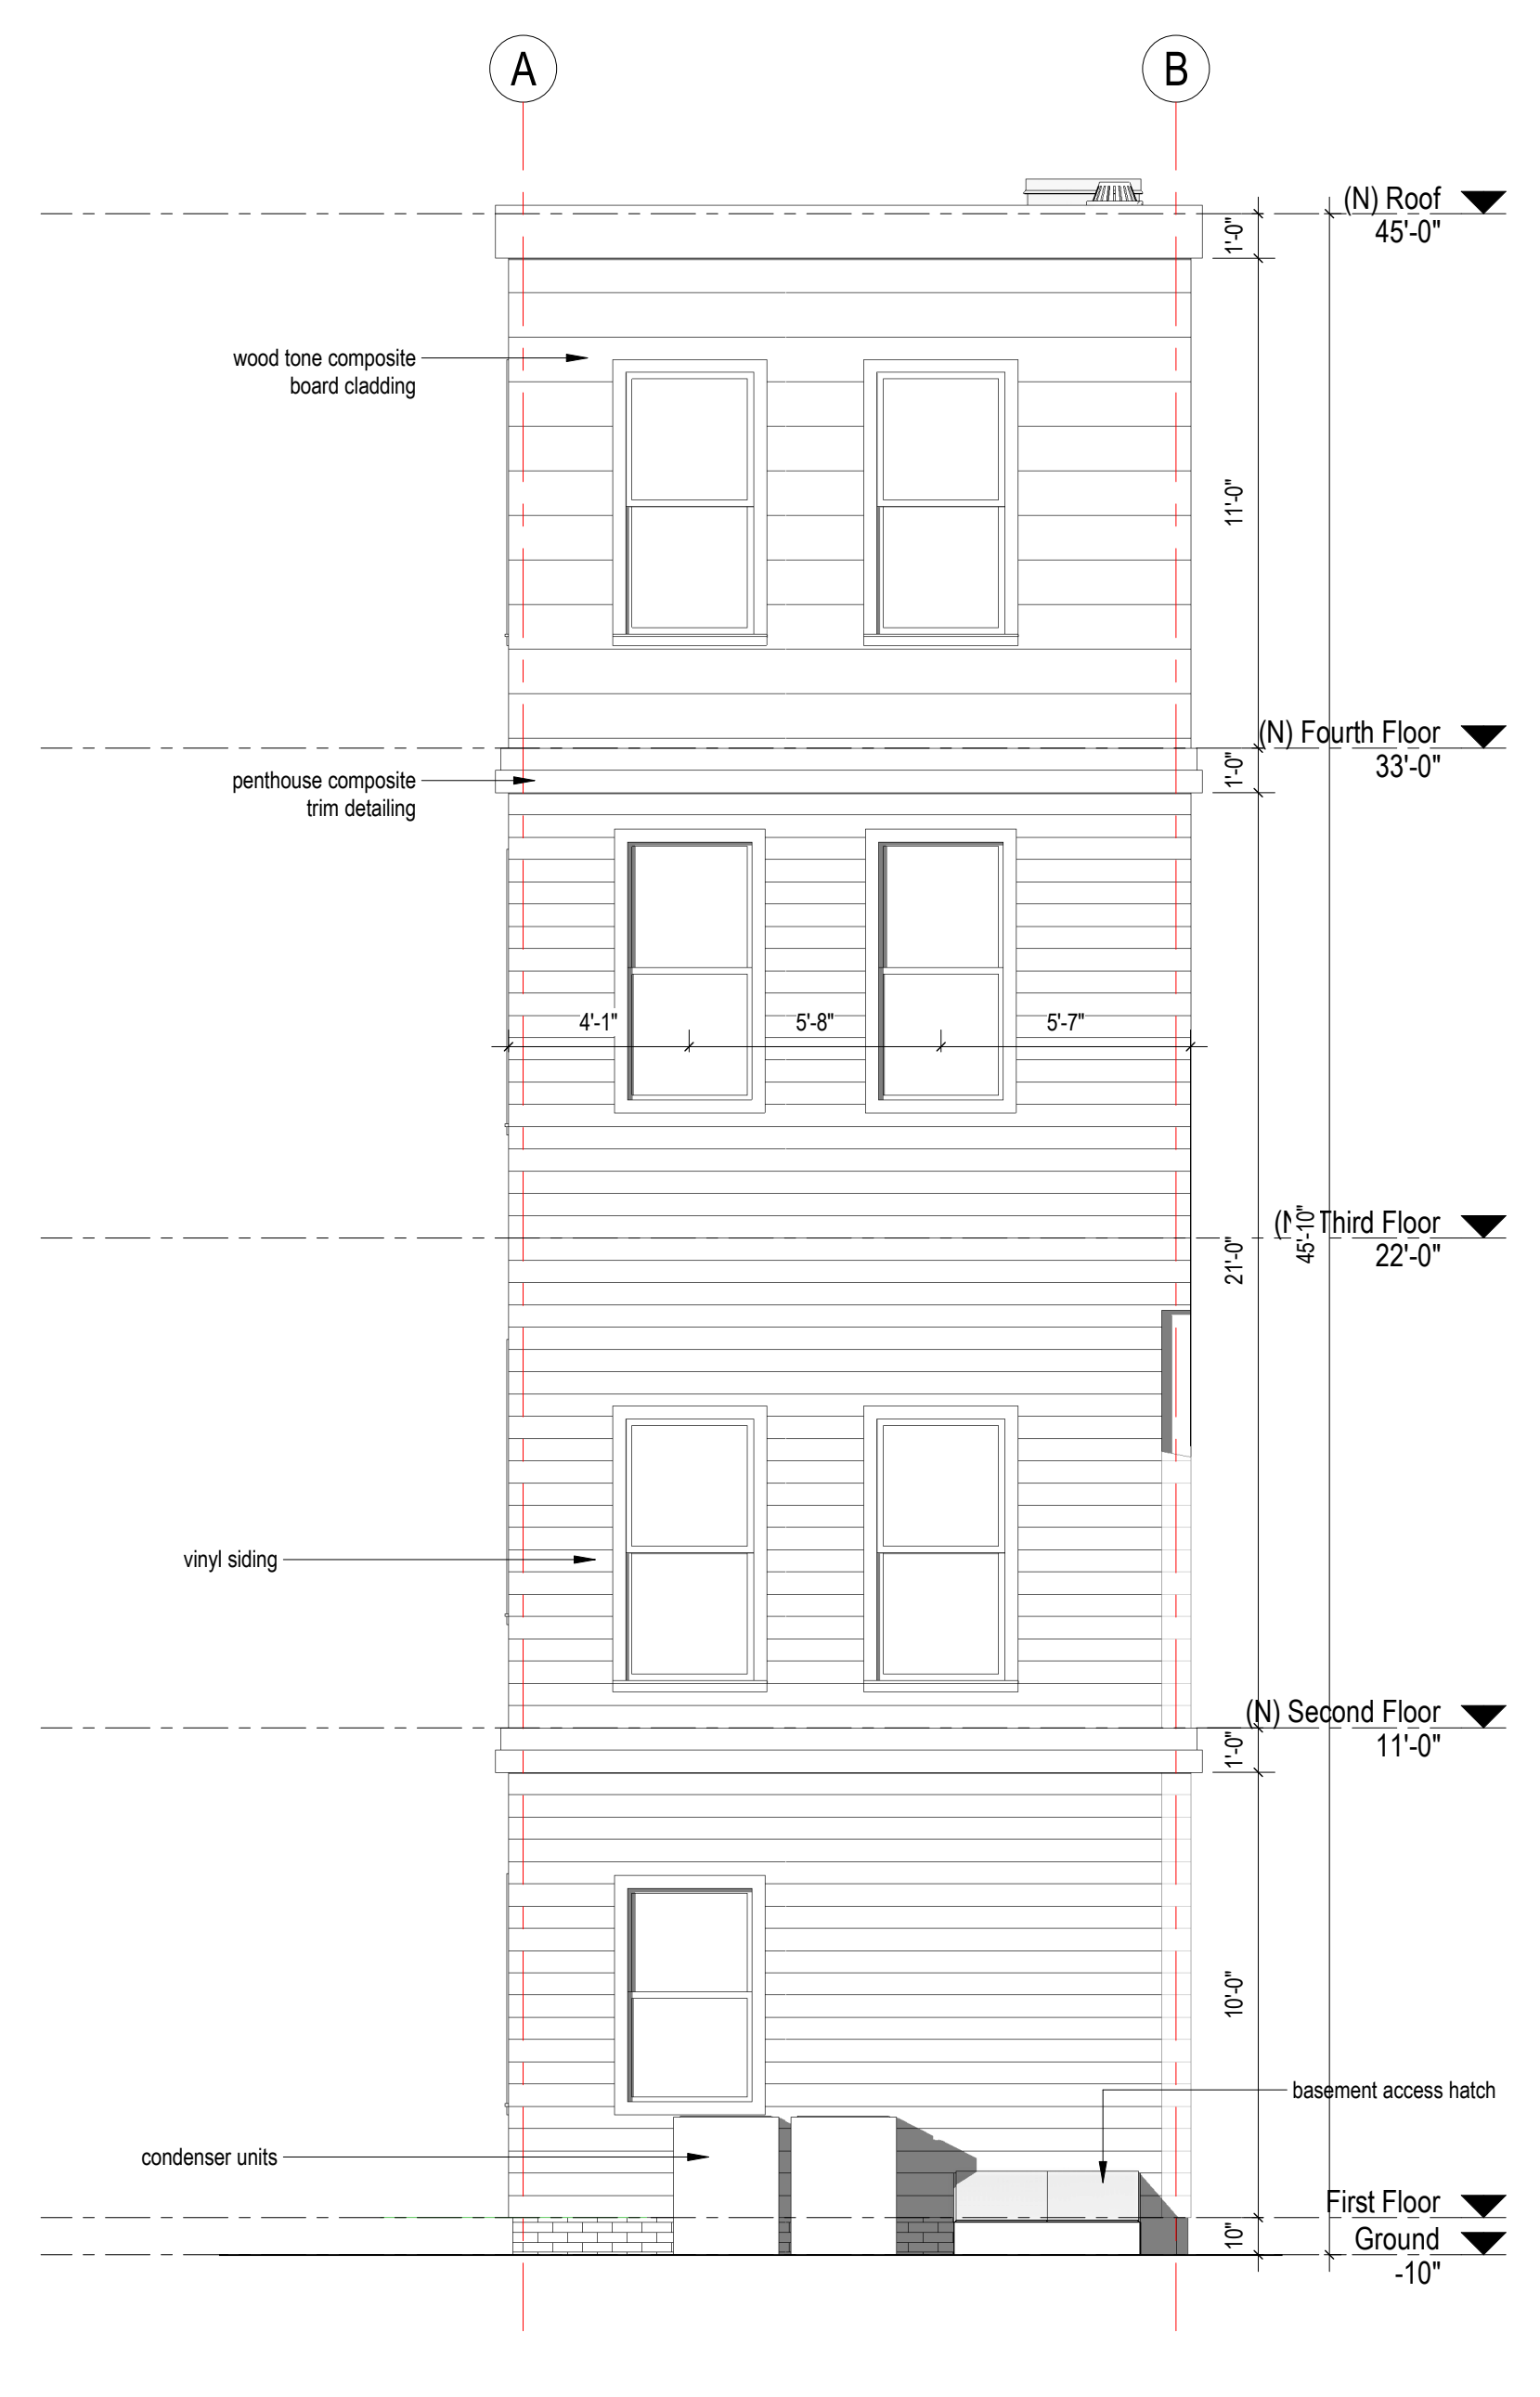 A
B
(N) Roof
45'-0"
1'-0"
wood tone composite
board cladding
11'-0"
(N) Fourth Floor
33'-0"
1'-0"
penthouse composite
trim detailing
4'-1"
5'-8"
5'-7"
Third Floor
22'-0"
45'-10"
21'-0"
vinyl siding
(N) Second Floor
11'-0"
1'-0"
10'-0"
basement access hatch
condenser units
First Floor
10"
Ground
-10"